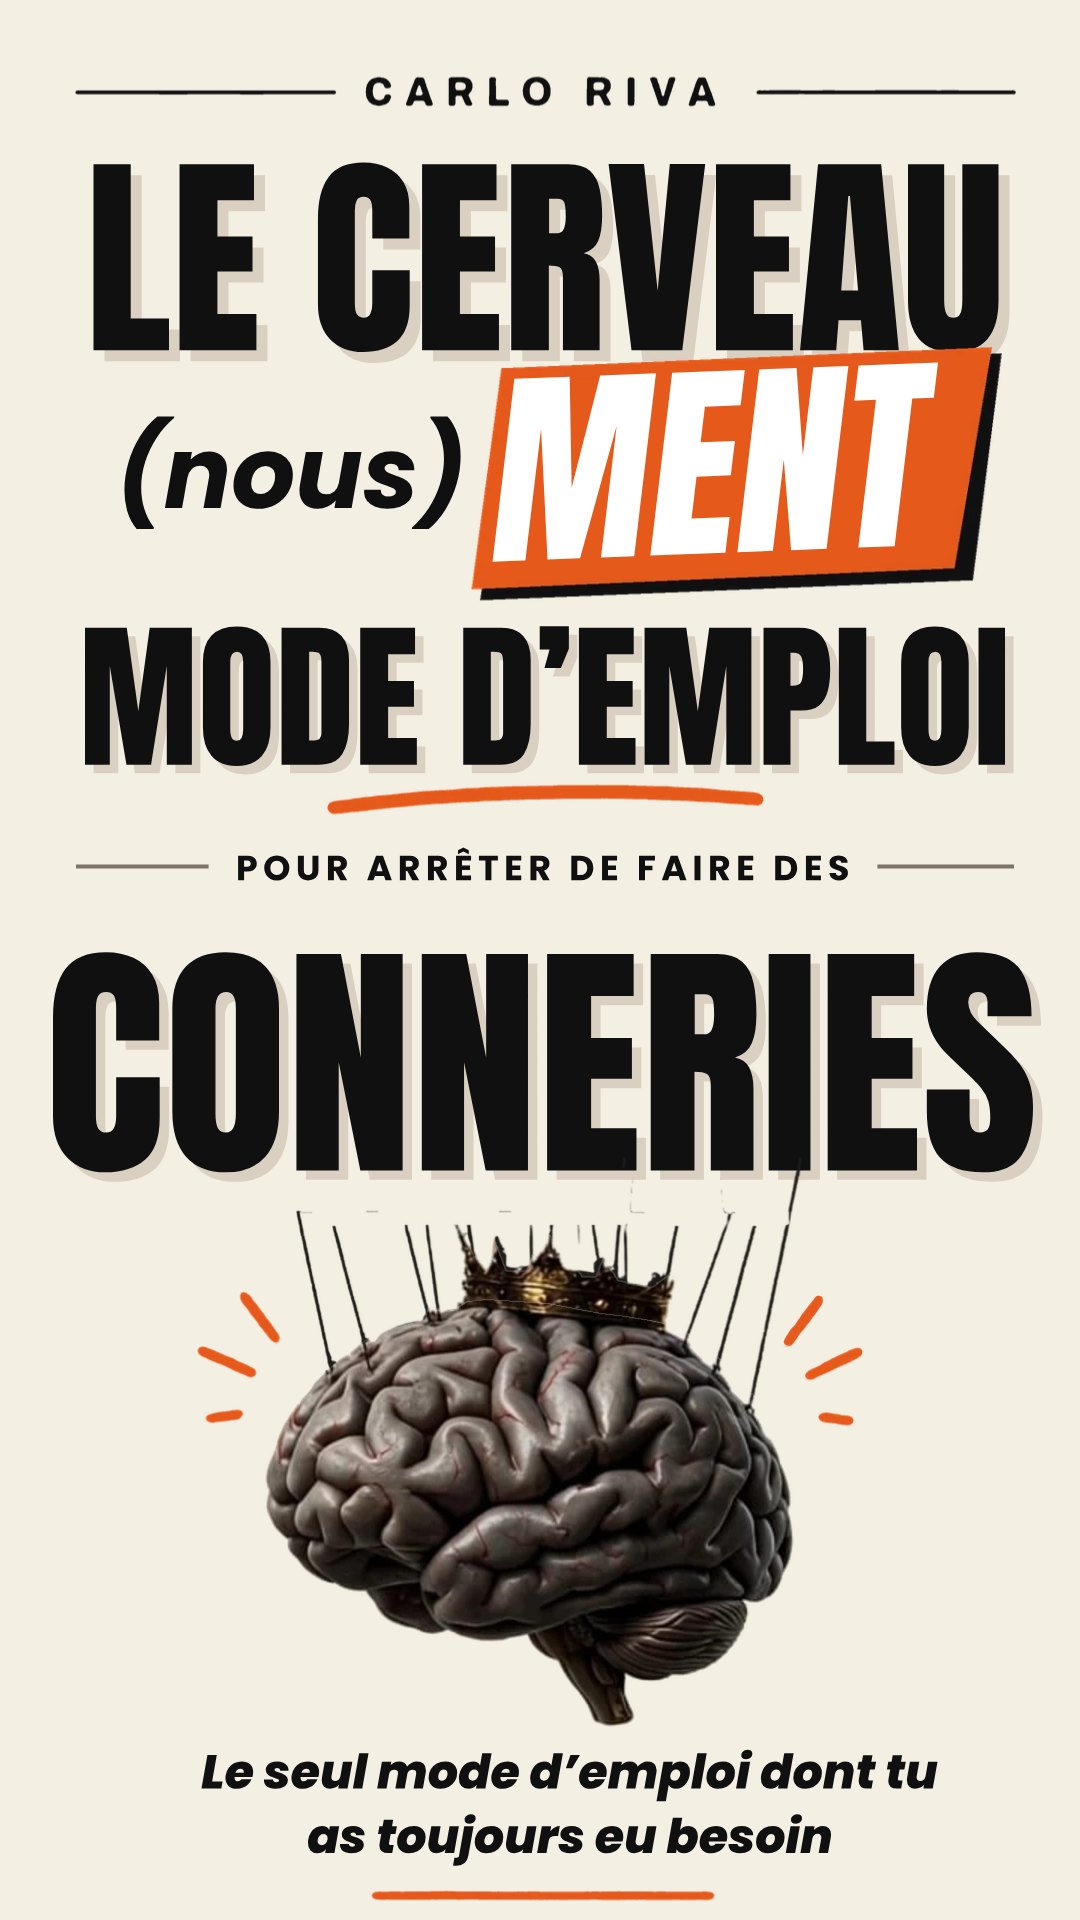 CARLO RIVA
LE CERVEAU
(nous) MENT
MODE D’EMPLOI
POUR ARRÊTER DE FAIRE DES
CONNERIES
Le seul mode d’emploi dont tu
as toujours eu besoin